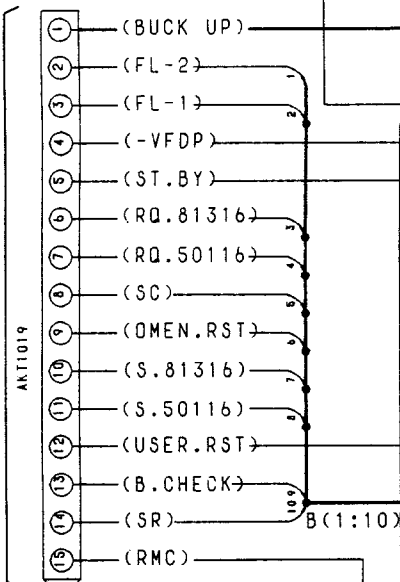 1 (BUCK UP)
2 (FL-2) 1
3 (FL-1) 2
4 (-VFDP)
5 (ST.BY)
6 (RQ.81316) 3
7 (RQ.50116) 4
8 (SC) 5
9 (OMEN.RST) 6
10 (S.81316) 7
11 (S.50116) 8
12 (USER.RST)
13 (B.CHECK) 9
14 (SR) 10
B(1:10)
15 (RMC)
AKT1019